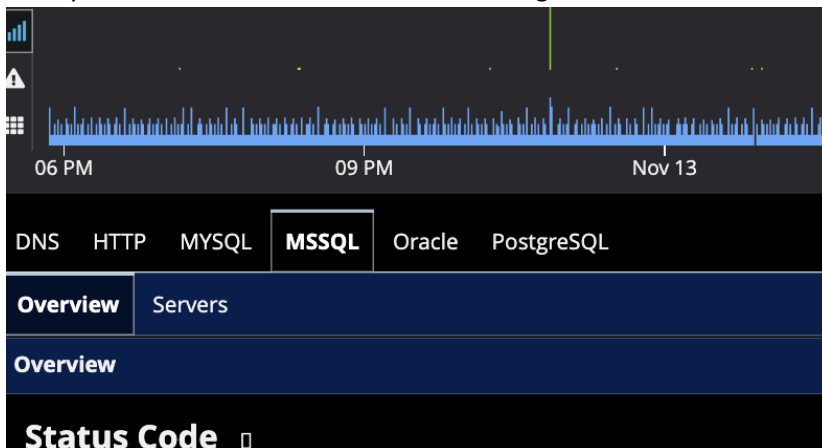 06 PM 09 PM Nov 13
DNS HTTP MYSQL MSSQL Oracle PostgreSQL
Overview Servers
Overview
Status Code